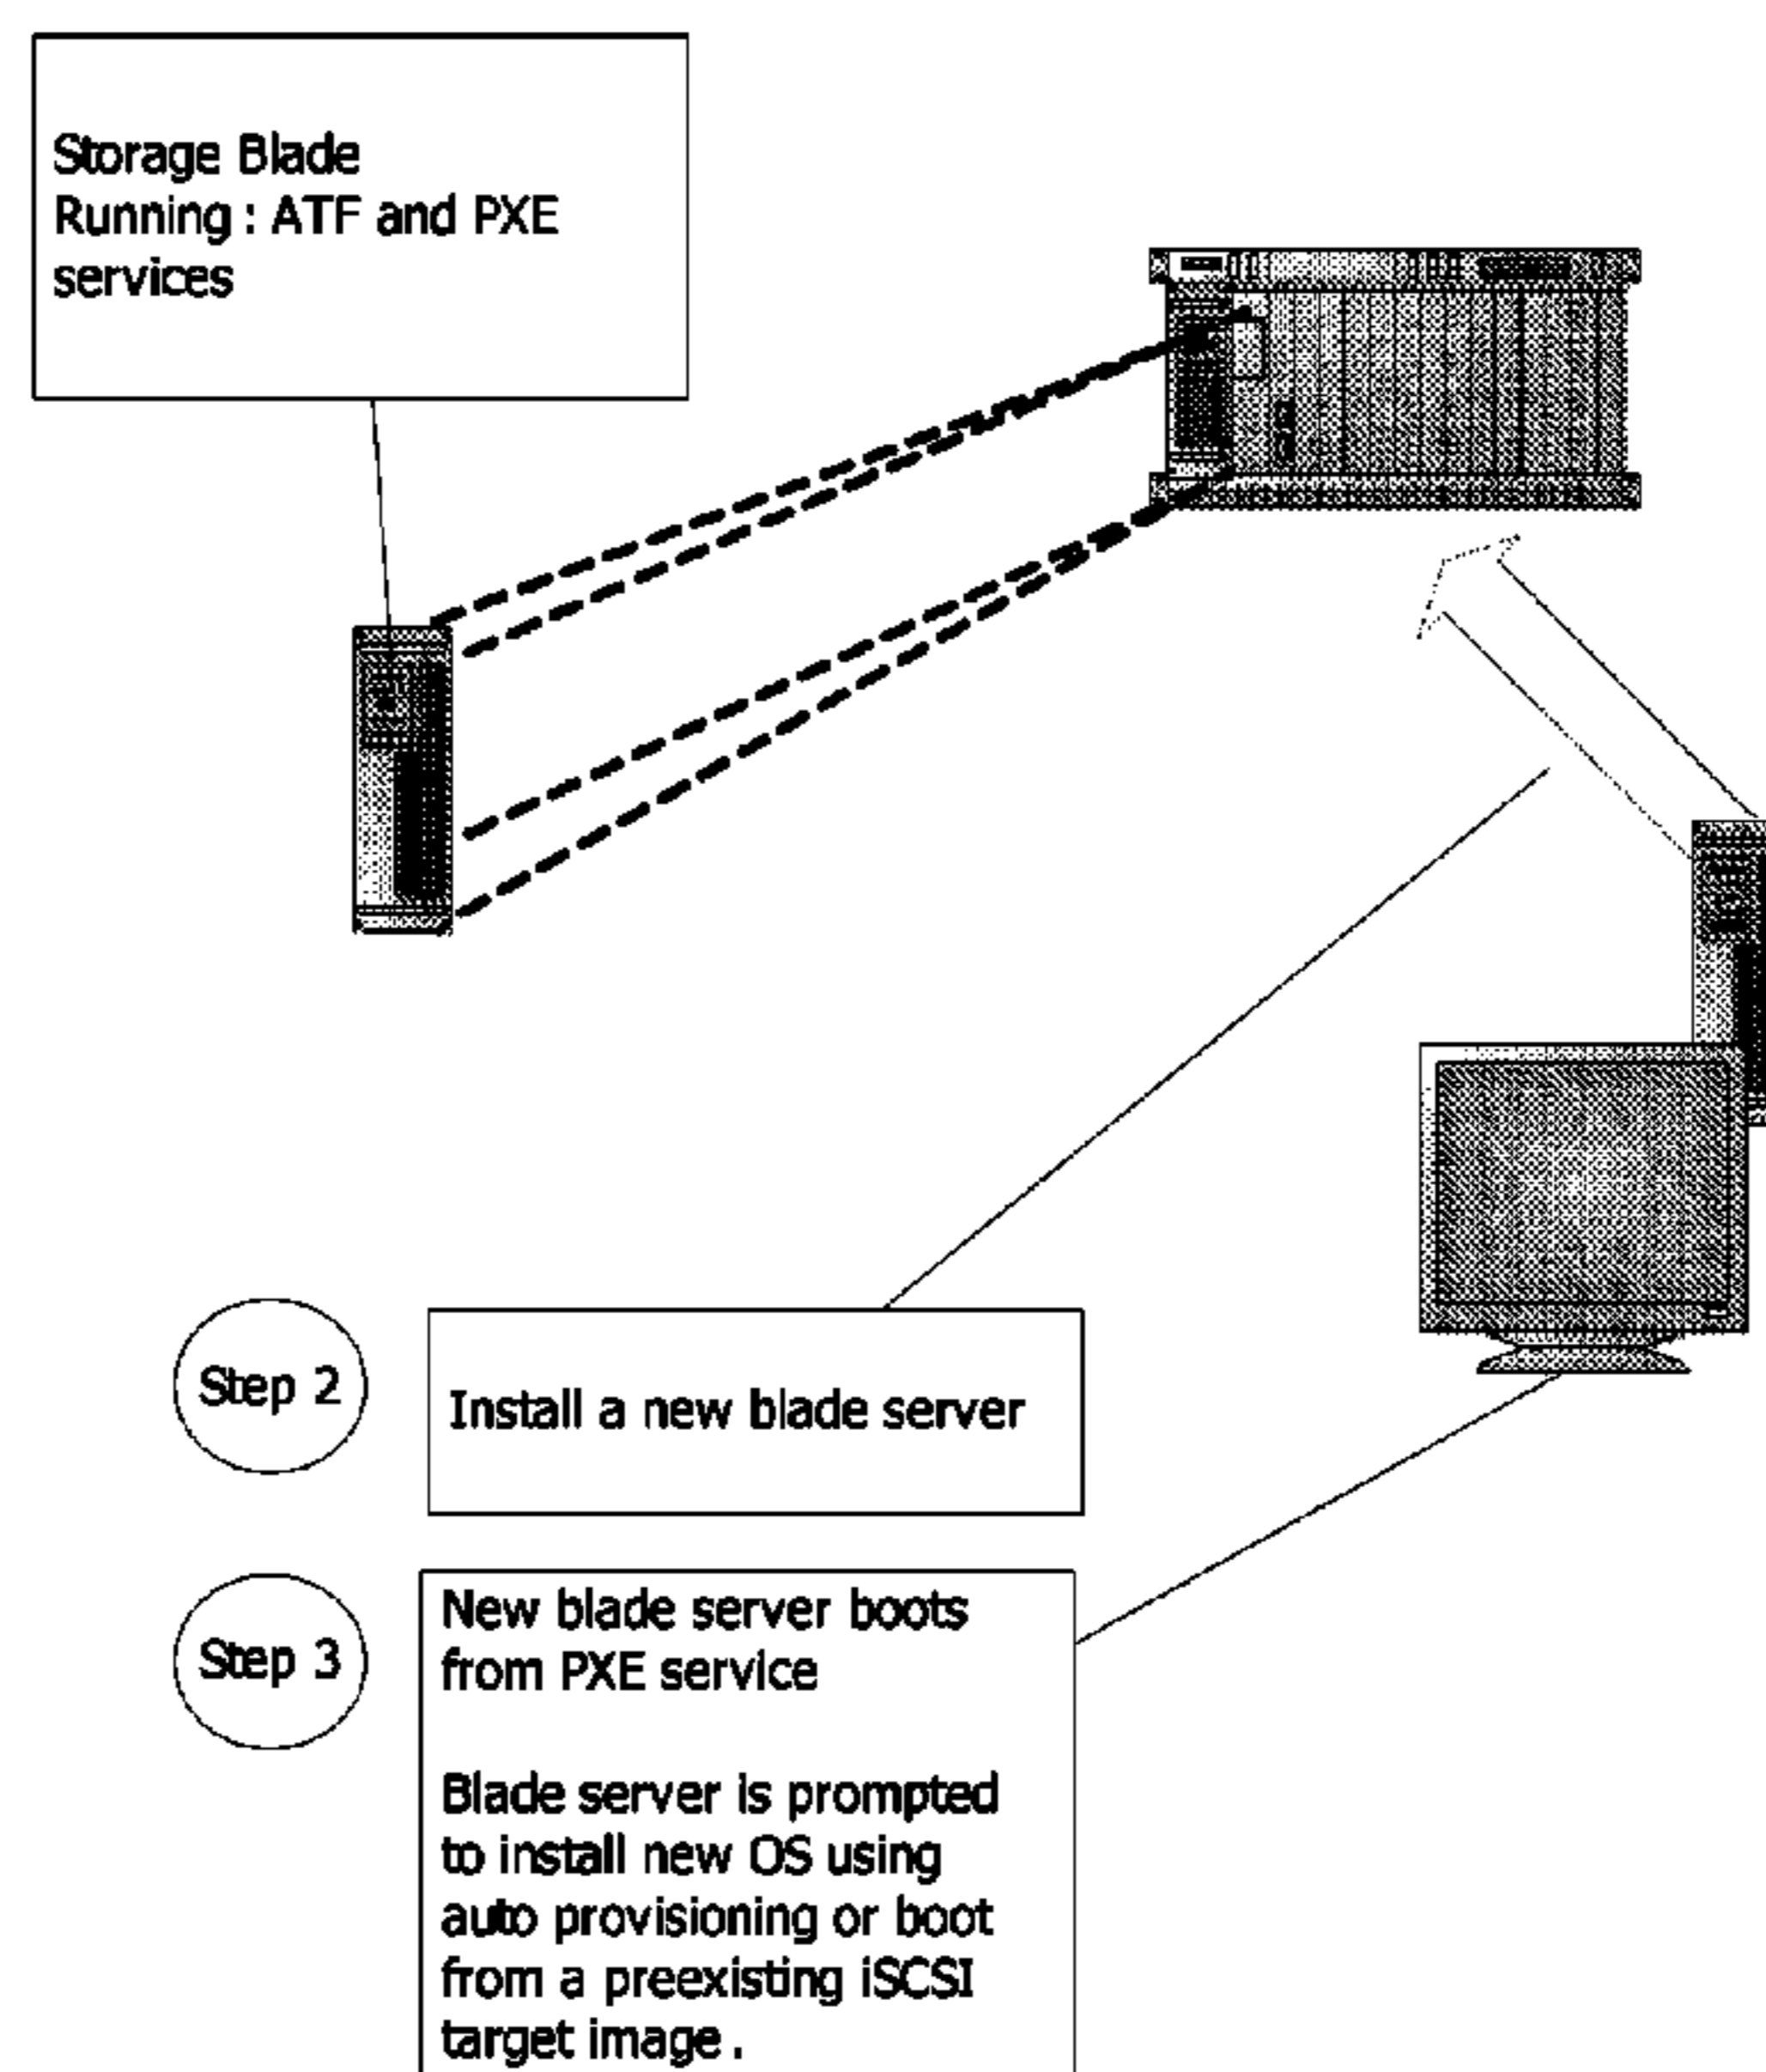 Storage Blade
Running : ATF and PXE
services
Step 2
Install a new blade server
Step 3
New blade server boots
from PXE service
Blade server is prompted
to install new OS using
auto provisioning or boot
from a preexisting iSCSI
target image .